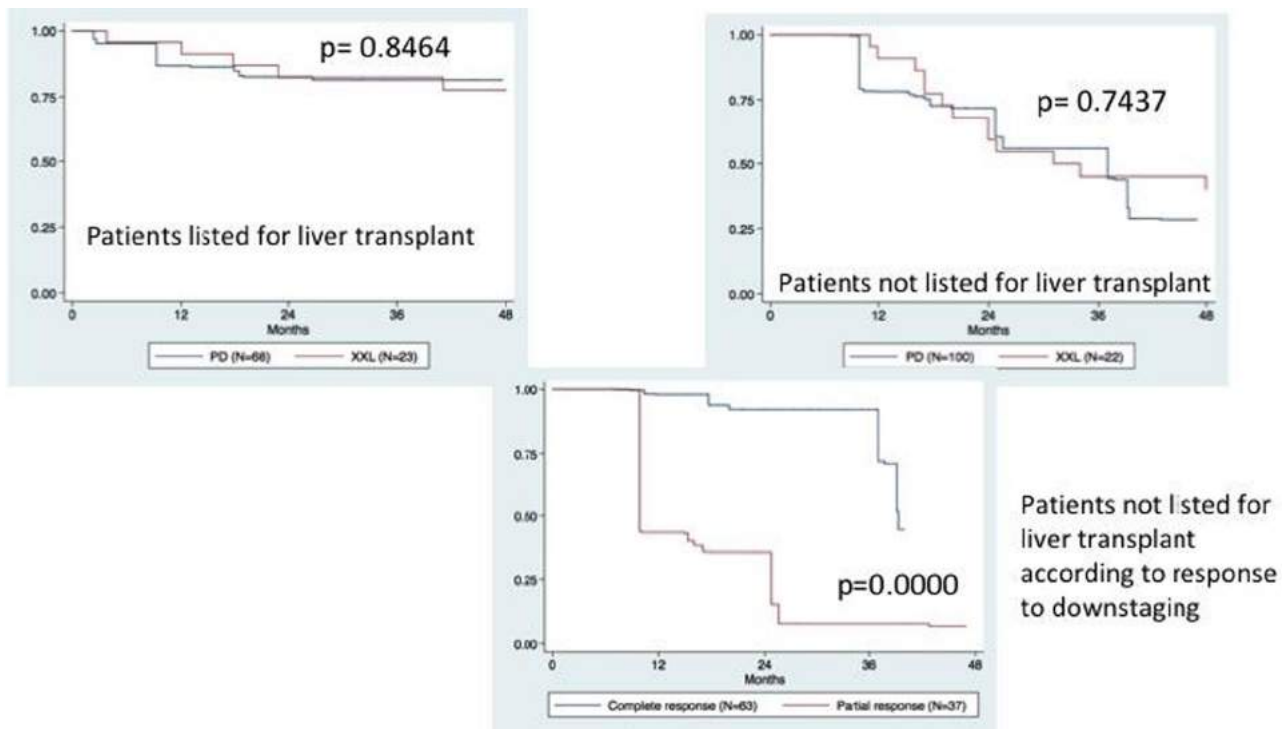 1.00
p= 0.8464
0.75
0.50
Patients listed for liver transplant
0.25
0.00
0 12 24 36 48
Months
PD (N=68) XXL (N=23)
1.00
p= 0.7437
0.75
0.50
0.25
Patients not listed for liver transplant
0.00
0 12 24 36 48
Months
PD (N=100) XXL (N=22)
1.00
0.75
0.50
0.25
p=0.0000
0.00
0 12 24 36 48
Months
Complete response (N=63) Partial response (N=37)
Patients not listed for
liver transplant
according to response
to downstaging